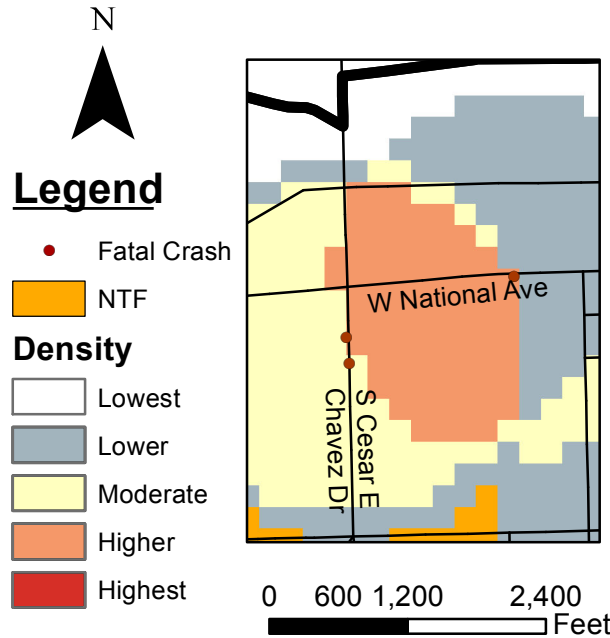 N
Legend
Fatal Crash
NTF
Density
Lowest
Lower
Moderate
Higher
Highest
W National Ave
S Cesar E
Chavez Dr
0 600 1,200 2,400
Feet